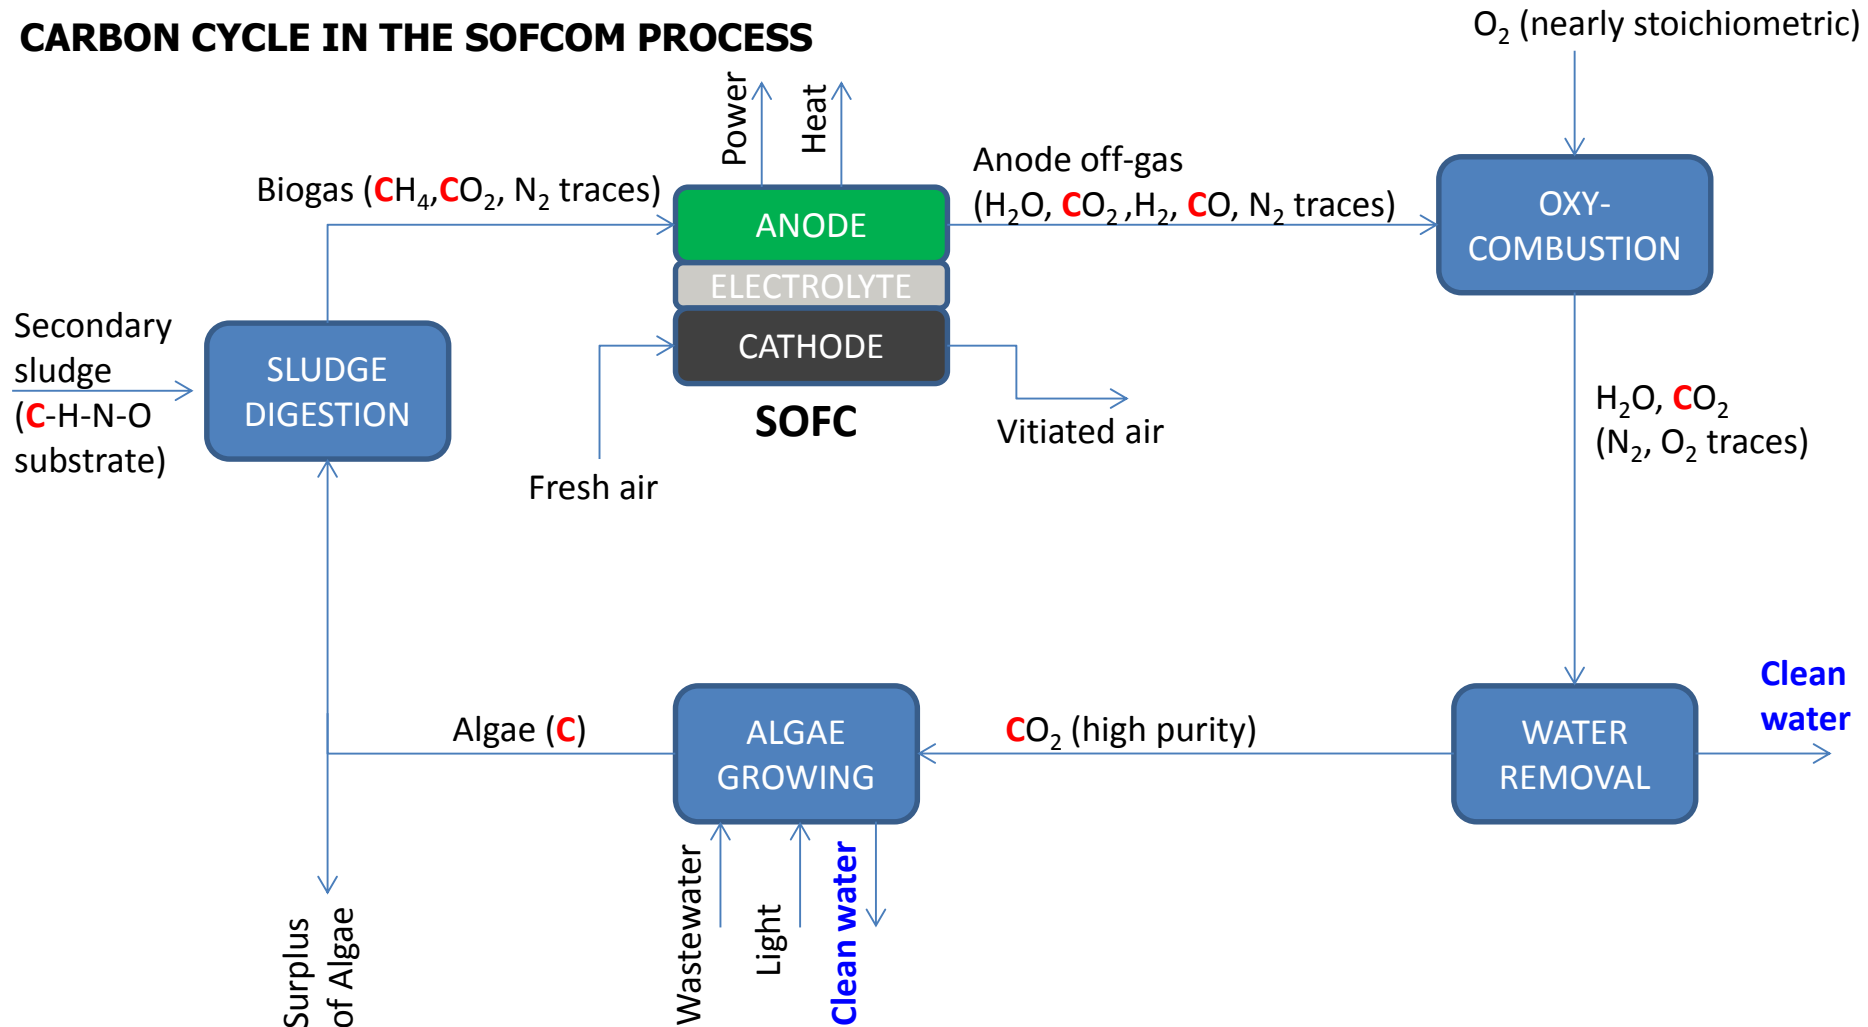 CARBON CYCLE IN THE SOFCOM PROCESS
O₂ (nearly stoichiometric)
Power
Heat
Biogas (CH₄,CO₂, N₂ traces)
Anode off-gas
(H₂O, CO₂ ,H₂, CO, N₂ traces)
ANODE
ELECTROLYTE
CATHODE
SOFC
OXY-
COMBUSTION
Secondary
sludge
(C-H-N-O
substrate)
SLUDGE
DIGESTION
Fresh air
Vitiated air
H₂O, CO₂
(N₂, O₂ traces)
Clean
water
Algae (C)
ALGAE
GROWING
CO₂ (high purity)
WATER
REMOVAL
Surplus
of Algae
Wastewater
Light
Clean water